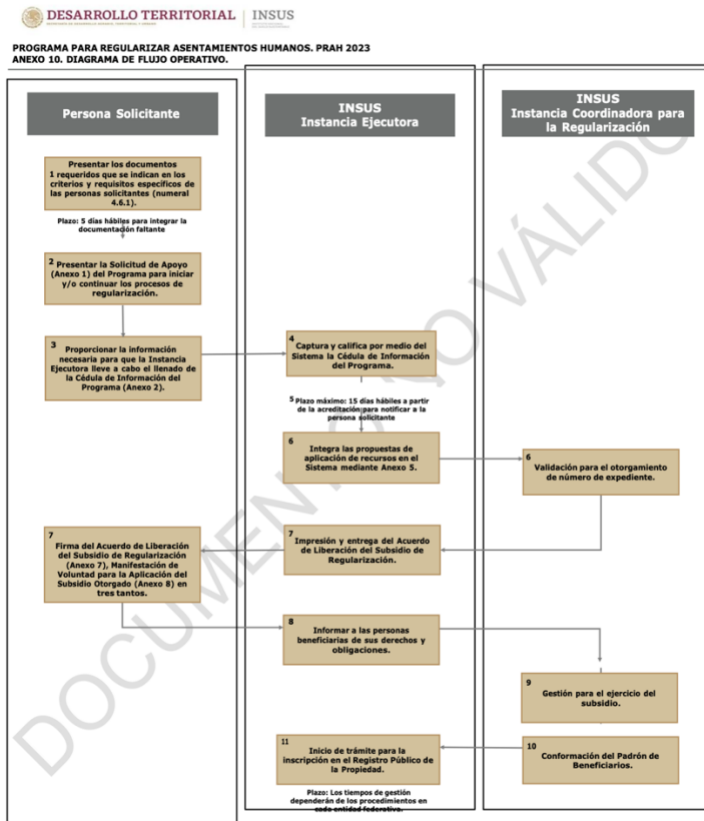 DESARROLLO TERRITORIAL
INSUS
PROGRAMA PARA REGULARIZAR ASENTAMIENTOS HUMANOS. PRAH 2023
ANEXO 10. DIAGRAMA DE FLUJO OPERATIVO.
Persona Solicitante
INSUS
Instancia Ejecutora
INSUS
Instancia Coordinadora para
la Regularización
Presentar los documentos
1 requeridos que se indican en los
criterios y requisitos específicos de
las personas solicitantes (numeral
4.6.1).
Plazo: 5 días hábiles para integrar la
documentación faltante
2 Presentar la Solicitud de Apoyo
(Anexo 1) del Programa para iniciar
y/o continuar los procesos de
regularización.
3 Proporcionar la información
necesaria para que la Instancia
Ejecutora lleve a cabo el llenado de
la Cédula de Información del
Programa (Anexo 2).
4
Captura y califica por medio del
Sistema la Cédula de Información
del Programa.
5 Plazo máximo: 15 días hábiles a partir
de la acreditación para notificar a la
persona solicitante
6
Integra las propuestas de
aplicación de recursos en el
Sistema mediante Anexo 5.
6
Validación para el otorgamiento
de número de expediente.
7
Impresión y entrega del Acuerdo
de Liberación del Subsidio de
Regularización.
7
Firma del Acuerdo de Liberación
del Subsidio de Regularización
(Anexo 7), Manifestación de
Voluntad para la Aplicación del
Subsidio Otorgado (Anexo 8) en
tres tantos.
8
Informar a las personas
beneficiarias de sus derechos y
obligaciones.
9
Gestión para el ejercicio del
subsidio.
10
Conformación del Padrón de
Beneficiarios.
11
Inicio de trámite para la
inscripción en el Registro Público de
la Propiedad.
Plazo: Los tiempos de gestión
dependerán de los procedimientos en
cada entidad federativa.
DOCUMENTO NO VÁLIDO